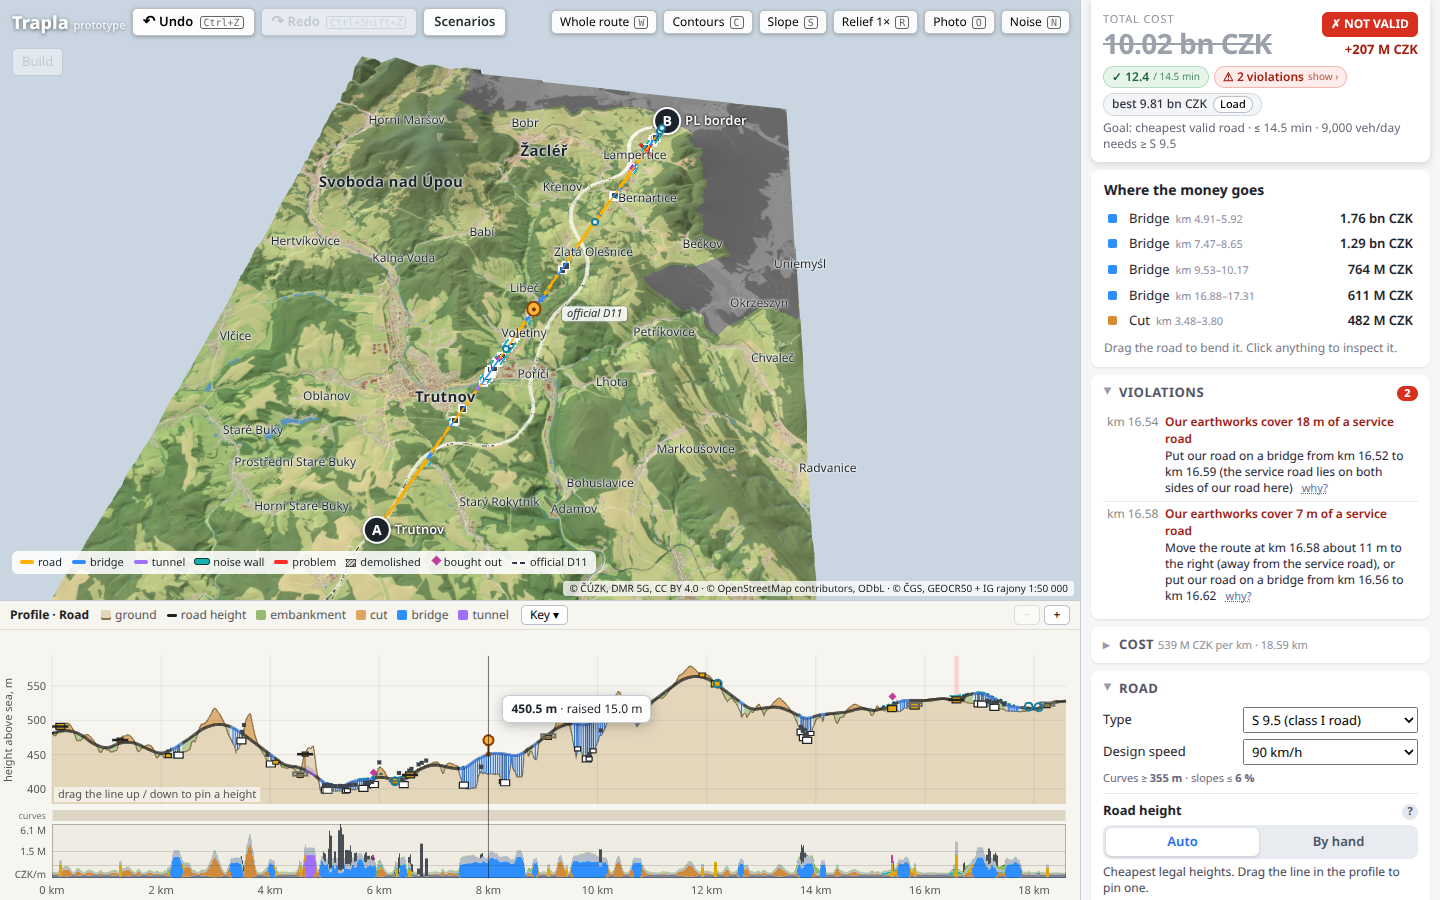 Trapla prototype
↶ Undo Ctrl+Z
↷ Redo Ctrl+Shift+Z
Scenarios
Whole route W
Contours C
Slope S
Relief 1× R
Photo O
Noise N
Build
Horní Maršov
Bobr
B PL border
Žacléř
Lampertice
Svoboda nad Úpou
Křenov
Bernartice
Babí
Hertvíkovice
Kalná Voda
Zlatá Olešnice
Bečkov
Uniemyśl
Libeč
Okrzeszyn
official D11
Vlčice
Voletiny
Petříkovice
Chvaleč
Poříčí
Lhota
Oblanov
Trutnov
Staré Buky
Markoušovice
Prostřední Staré Buky
Radvanice
Bohuslavice
Horní Staré Buky
Starý Rokytník
Adamov
A Trutnov
road
bridge
tunnel
noise wall
problem
demolished
bought out
official D11
© ČÚZK, DMR 5G, CC BY 4.0 · © OpenStreetMap contributors, ODbL · © ČGS, GEOCR50 + IG rajony 1:50 000
Profile · Road
ground
road height
embankment
cut
bridge
tunnel
Key ▾
−
+
height above sea, m
550
500
450
400
450.5 m · raised 15.0 m
drag the line up / down to pin a height
curves
6.1 M
1.5 M
CZK/m
0 km
2 km
4 km
6 km
8 km
10 km
12 km
14 km
16 km
18 km
TOTAL COST
✗ NOT VALID
10.02 bn CZK
+207 M CZK
✓ 12.4 / 14.5 min
⚠ 2 violations show ›
best 9.81 bn CZK Load
Goal: cheapest valid road · ≤ 14.5 min · 9,000 veh/day
needs ≥ S 9.5
Where the money goes
Bridge km 4.91–5.92 1.76 bn CZK
Bridge km 7.47–8.65 1.29 bn CZK
Bridge km 9.53–10.17 764 M CZK
Bridge km 16.88–17.31 611 M CZK
Cut km 3.48–3.80 482 M CZK
Drag the road to bend it. Click anything to inspect it.
▼ VIOLATIONS 2
km 16.54 Our earthworks cover 18 m of a service
road
Put our road on a bridge from km 16.52 to
km 16.59 (the service road lies on both
sides of our road here) why?
km 16.58 Our earthworks cover 7 m of a service
road
Move the route at km 16.58 about 11 m to
the right (away from the service road), or
put our road on a bridge from km 16.56 to
km 16.62 why?
▶ COST 539 M CZK per km · 18.59 km
▼ ROAD
Type S 9.5 (class I road)
Design speed 90 km/h
Curves ≥ 355 m · slopes ≤ 6 %
Road height ?
Auto
By hand
Cheapest legal heights. Drag the line in the profile to
pin one.